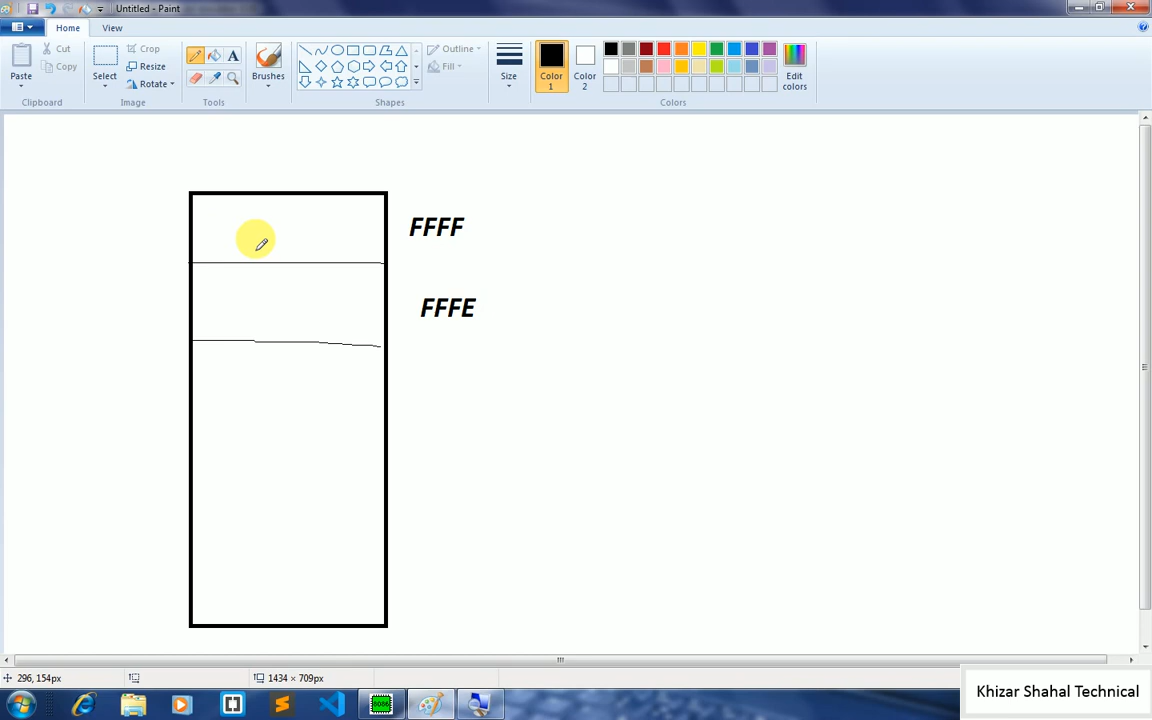 Untitled - Paint
Home
View
Paste
Cut
Copy
Clipboard
Select
Crop
Resize
Rotate
Image
A
Tools
Brushes
Shapes
Outline
Fill
Size
Color 1
Color 2
Edit colors
Colors
FFFF
FFFE
296, 154px
1434 × 709px
8086
Khizar Shahal Technical